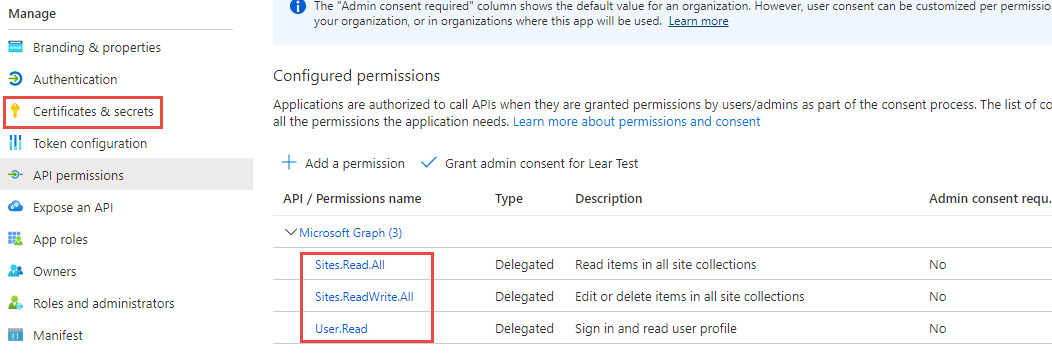 Manage
Branding & properties
Authentication
Certificates & secrets
Token configuration
API permissions
Expose an API
App roles
Owners
Roles and administrators
Manifest
The "Admin consent required" column shows the default value for an organization. However, user consent can be customized per permissio
your organization, or in organizations where this app will be used. Learn more
Configured permissions
Applications are authorized to call APIs when they are granted permissions by users/admins as part of the consent process. The list of co
all the permissions the application needs. Learn more about permissions and consent
Add a permission Grant admin consent for Lear Test
API / Permissions name Type Description Admin consent requ.
Microsoft Graph (3)
Sites.Read.All Delegated Read items in all site collections No
Sites.ReadWrite.All Delegated Edit or delete items in all site collections No
User.Read Delegated Sign in and read user profile No